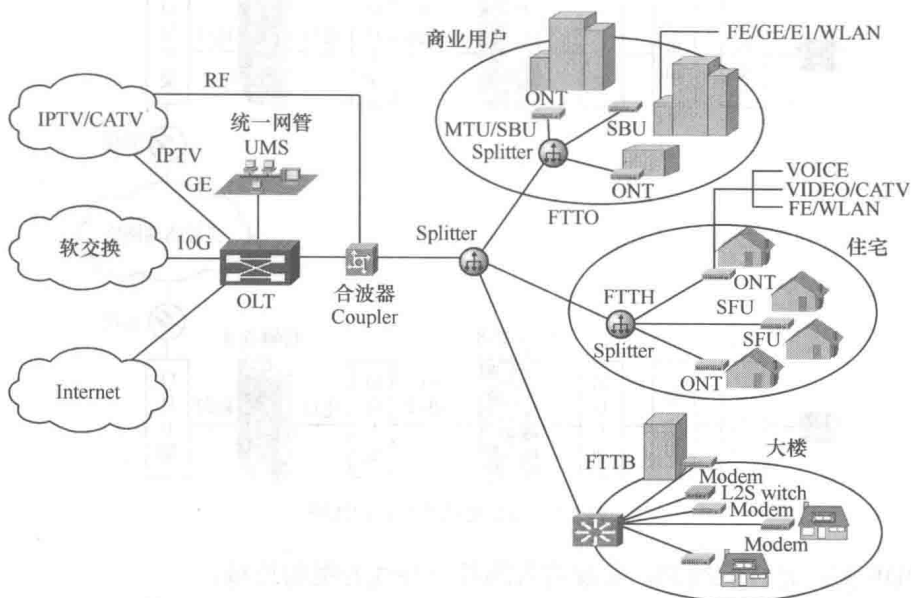 商业用户
FE/GE/E1/WLAN
RF
ONT
IPTV/CATV
统一网管
UMS
MTU/SBU
SBU
Splitter
IPTV
GE
ONT
VOICE
VIDEO/CATV
FE/WLAN
FTTO
Splitter
软交换
10G
住宅
OLT
合波器
Coupler
FTTH
ONT
SFU
SFU
Splitter
ONT
Internet
大楼
FTTB
Modem
L2S witch
Modem
Modem